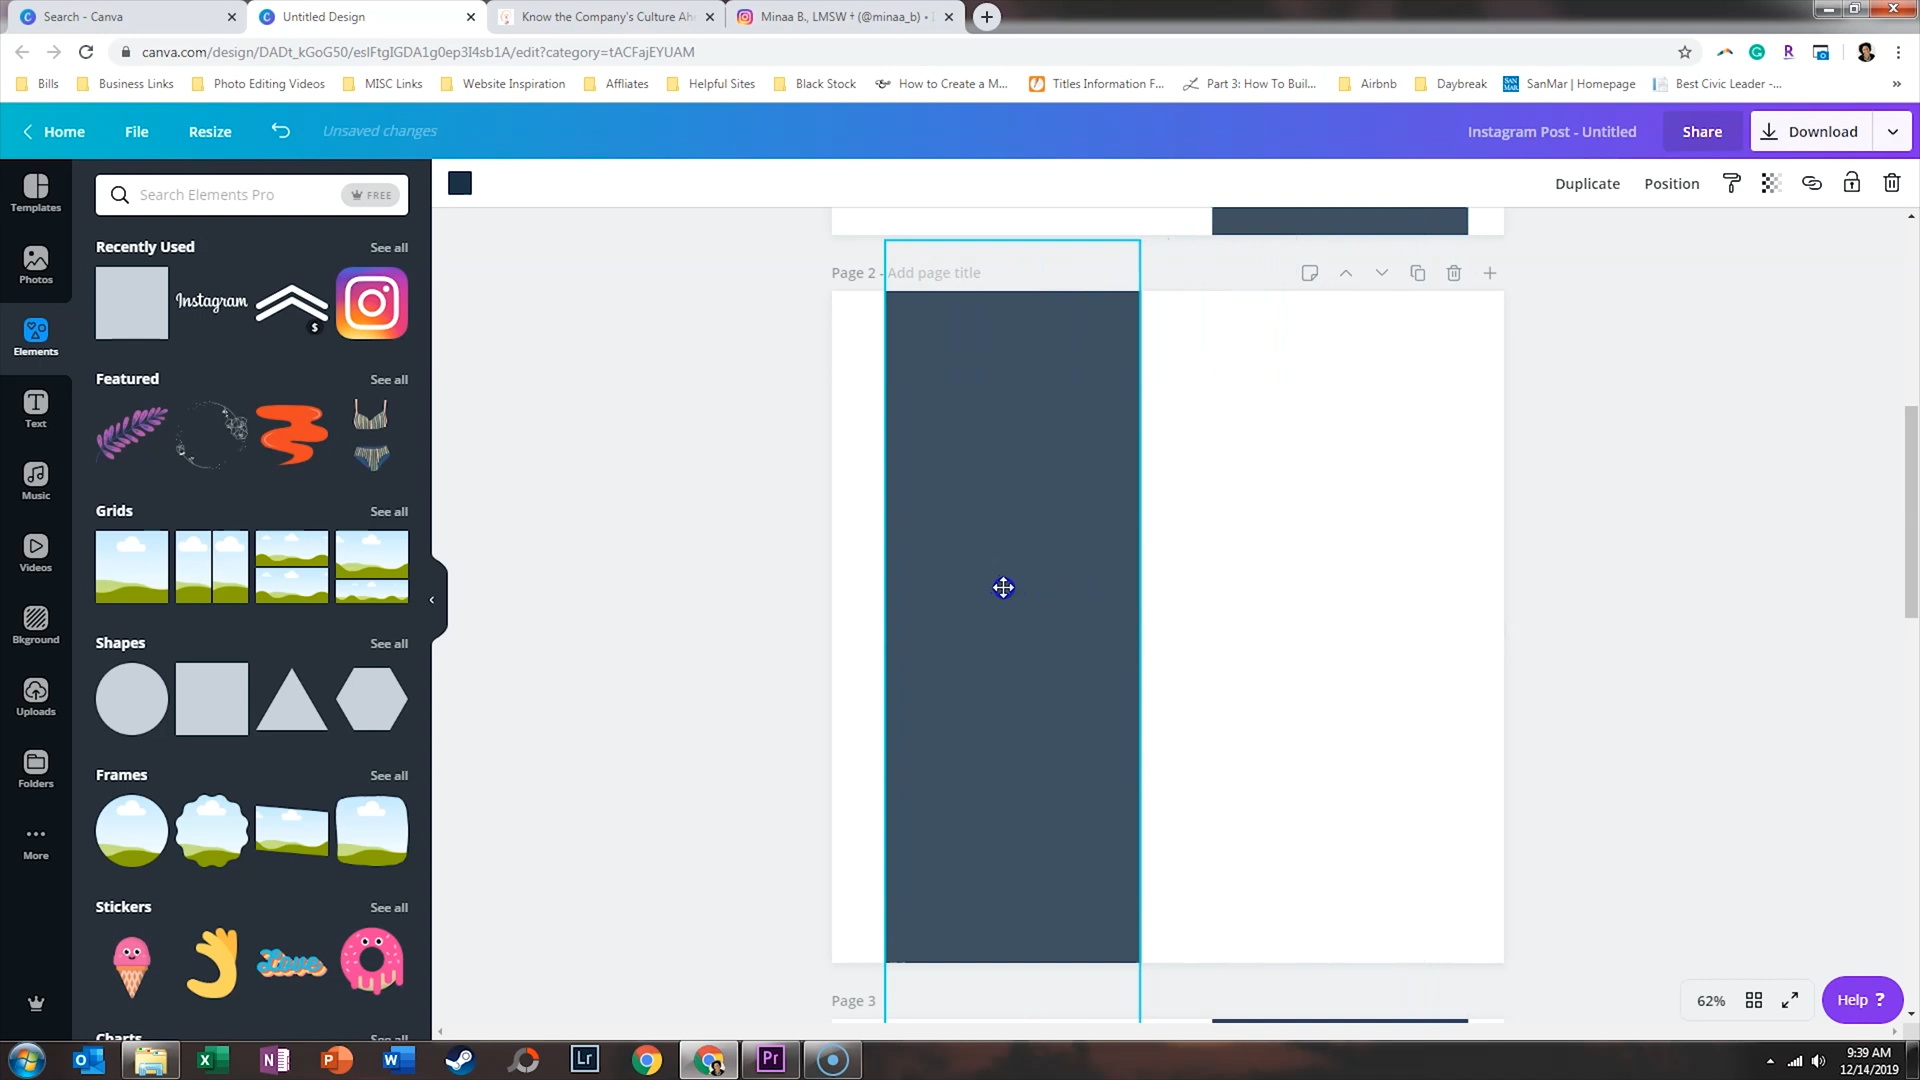 Search - Canva
Untitled Design
Know the Company's Culture Ah
Minaa B., LMSW † (@minaa_b) •
canva.com/design/DADt_kGoG50/eslFtgIGDA1g0ep3I4sb1A/edit?category=tACFajEYUAM
Bills
Business Links
Photo Editing Videos
MISC Links
Website Inspiration
Affliates
Helpful Sites
Black Stock
How to Create a M...
Titles Information F...
Part 3: How To Buil...
Airbnb
Daybreak
SanMar | Homepage
Best Civic Leader -...
Home
File
Resize
Unsaved changes
Instagram Post - Untitled
Share
Download
Templates
Photos
Elements
Text
Music
Videos
Bkground
Uploads
Folders
More
Search Elements Pro
FREE
Recently Used
See all
Instagram
$
Featured
See all
Grids
See all
Shapes
See all
Frames
See all
Stickers
See all
Love
Charts
Duplicate
Position
Page 2 - Add page title
Page 3
62%
Help ?
9:39 AM
12/14/2019